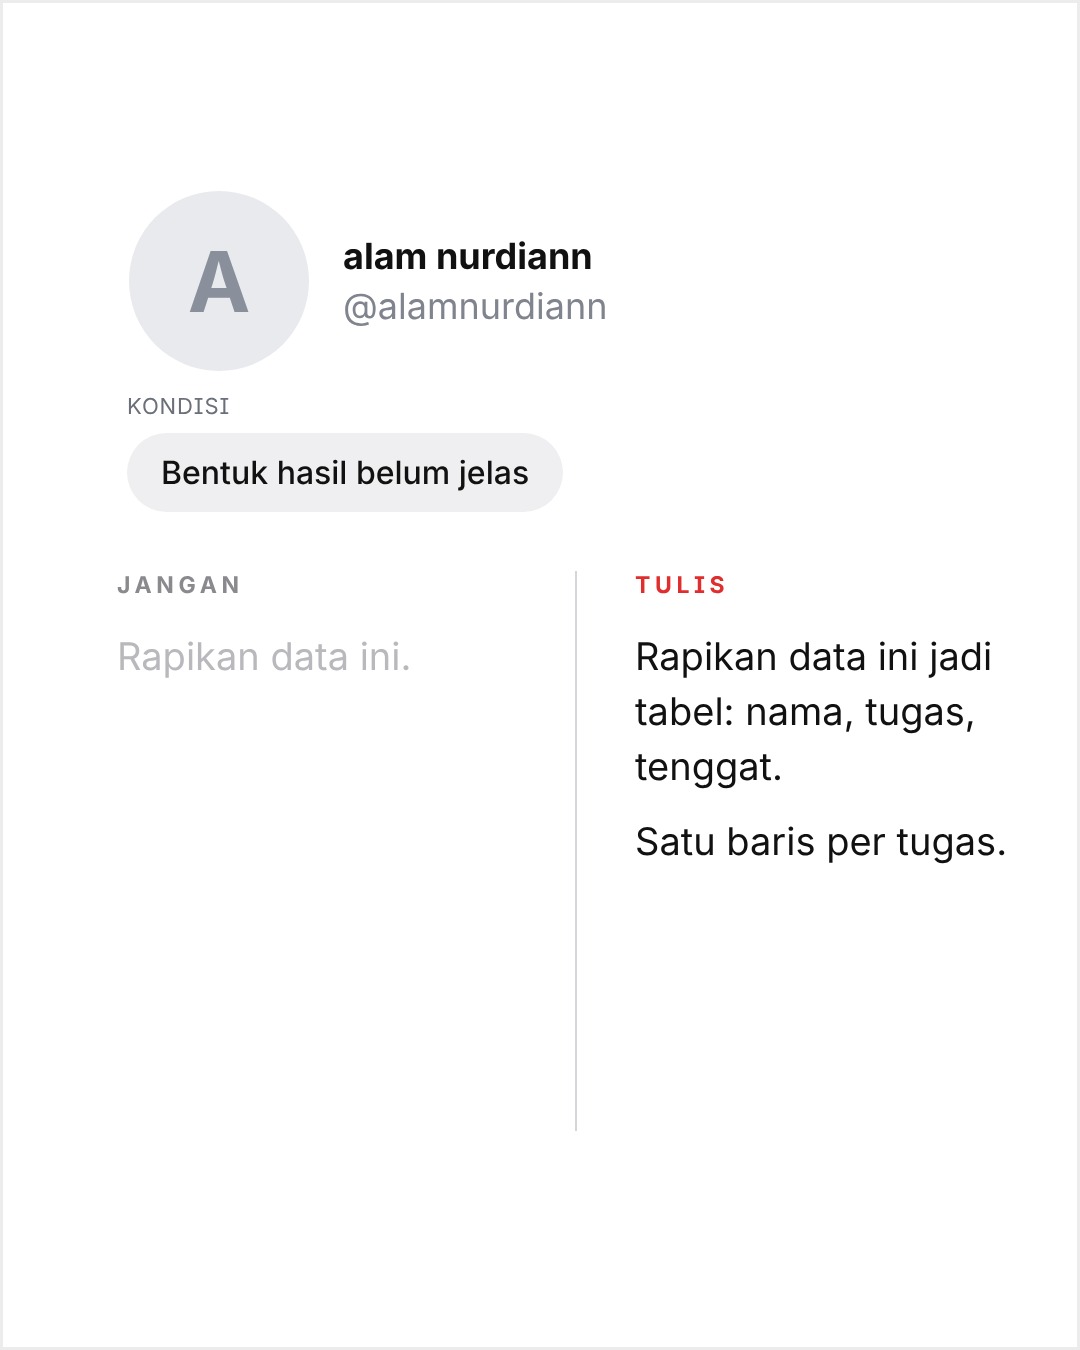 A
alam nurdiann
@alamnurdiann
KONDISI
Bentuk hasil belum jelas
JANGAN
Rapikan data ini.
TULIS
Rapikan data ini jadi
tabel: nama, tugas,
tenggat.
Satu baris per tugas.